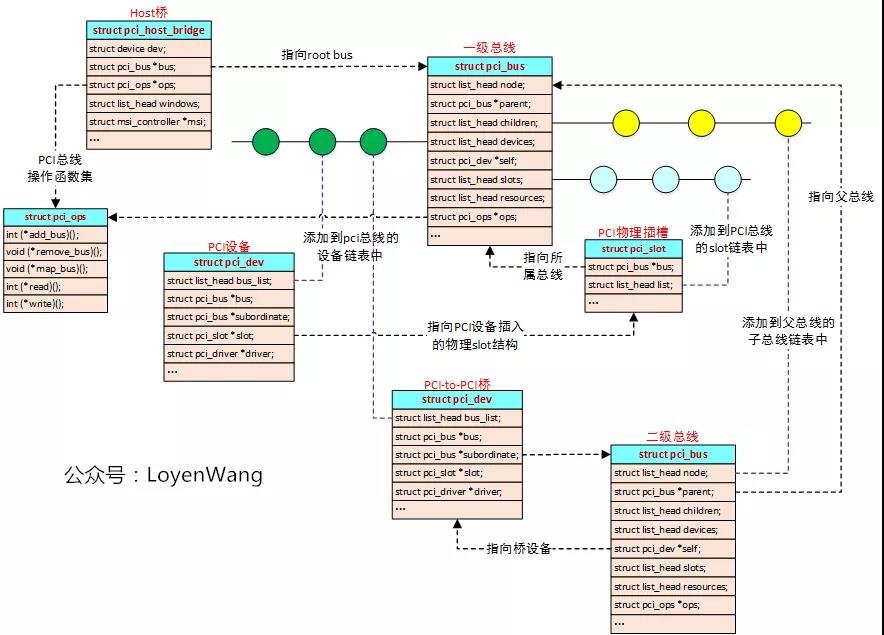 Host桥
struct pci_host_bridge
struct device dev;
struct pci_bus *bus;
struct pci_ops *ops;
struct list_head windows;
struct msi_controller *msi;
...
指向root bus
一级总线
struct pci_bus
struct list_head node;
struct pci_bus *parent;
struct list_head children;
struct list_head devices;
struct pci_dev *self;
struct list_head slots;
struct list_head resources;
struct pci_ops *ops;
...
PCI总线
操作函数集
struct pci_ops
int (*add_bus)();
void (*remove_bus)();
void (*map_bus)();
int (*read)();
int (*write)();
PCI设备
struct pci_dev
struct list_head bus_list;
struct pci_bus *bus;
struct pci_bus *subordinate;
struct pci_slot *slot;
struct pci_driver *driver;
...
添加到pci总线的
设备链表中
指向所
属总线
PCI物理插槽
struct pci_slot
struct pci_bus *bus;
struct list_head list;
...
添加到PCI总线
的slot链表中
指向父总线
指向PCI设备插入
的物理slot结构
添加到父总线的
子总线链表中
PCI-to-PCI桥
struct pci_dev
struct list_head bus_list;
struct pci_bus *bus;
struct pci_bus *subordinate;
struct pci_slot *slot;
struct pci_driver *driver;
...
二级总线
struct pci_bus
struct list_head node;
struct pci_bus *parent;
struct list_head children;
struct list_head devices;
struct pci_dev *self;
struct list_head slots;
struct list_head resources;
struct pci_ops *ops;
...
指向桥设备
公众号：LoyenWang